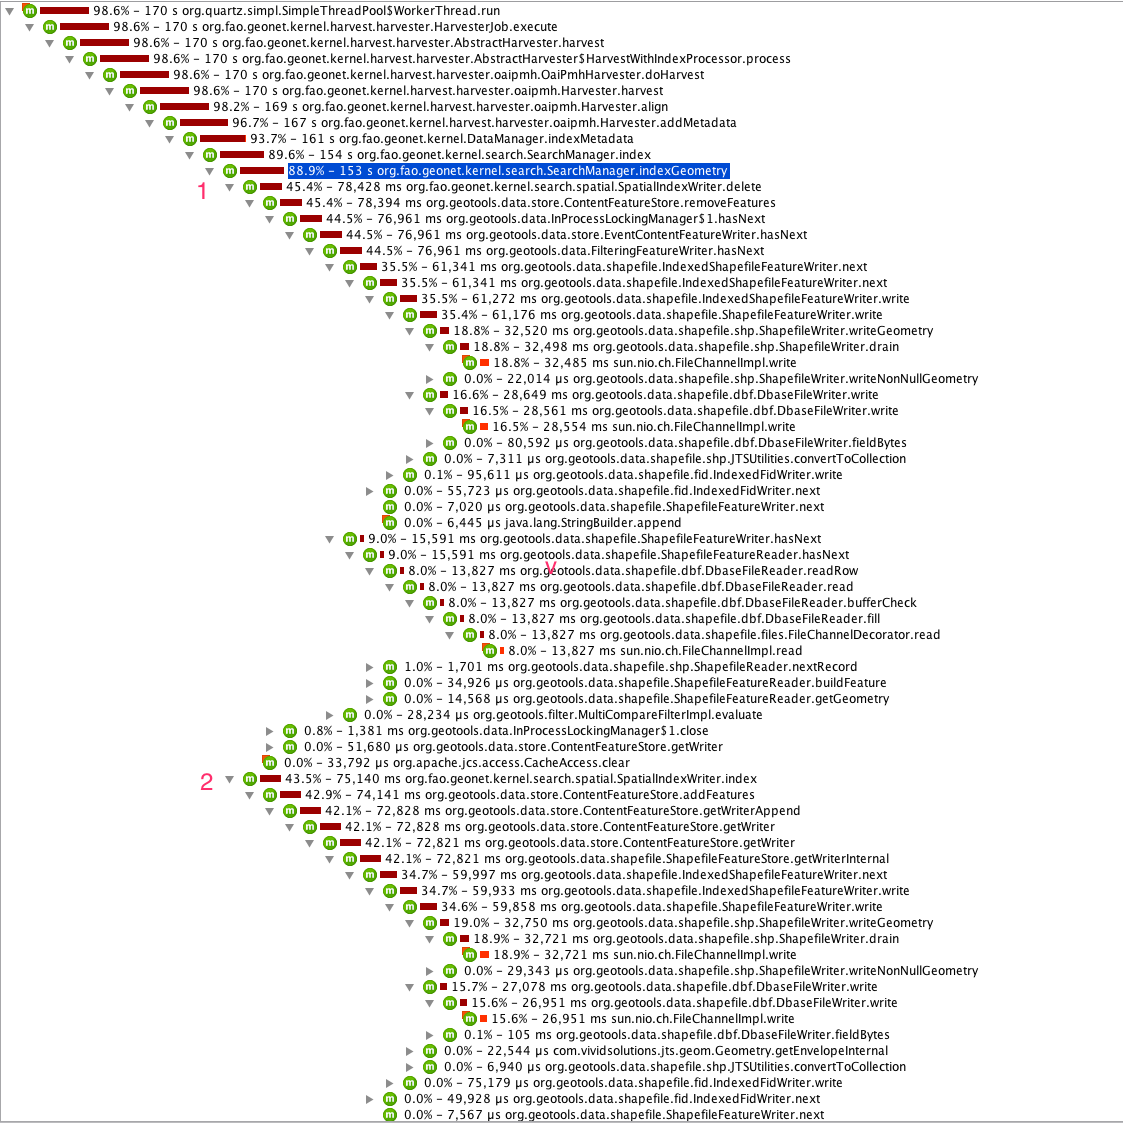 98.6% – 170 s org.quartz.simpl.SimpleThreadPool$WorkerThread.run
98.6% – 170 s org.fao.geonet.kernel.harvest.harvester.HarvesterJob.execute
98.6% – 170 s org.fao.geonet.kernel.harvest.harvester.AbstractHarvester.harvest
98.6% – 170 s org.fao.geonet.kernel.harvest.harvester.AbstractHarvester$HarvestWithIndexProcessor.process
98.6% – 170 s org.fao.geonet.kernel.harvest.harvester.oaipmh.OaiPmhHarvester.doHarvest
98.6% – 170 s org.fao.geonet.kernel.harvest.harvester.oaipmh.Harvester.harvest
98.2% – 169 s org.fao.geonet.kernel.harvest.harvester.oaipmh.Harvester.align
96.7% – 167 s org.fao.geonet.kernel.harvest.harvester.oaipmh.Harvester.addMetadata
93.7% – 161 s org.fao.geonet.kernel.DataManager.indexMetadata
89.6% – 154 s org.fao.geonet.kernel.search.SearchManager.index
88.9% – 153 s org.fao.geonet.kernel.search.SearchManager.indexGeometry
1 45.4% – 78,428 ms org.fao.geonet.kernel.search.spatial.SpatialIndexWriter.delete
45.4% – 78,394 ms org.geotools.data.store.ContentFeatureStore.removeFeatures
44.5% – 76,961 ms org.geotools.data.InProcessLockingManager$1.hasNext
44.5% – 76,961 ms org.geotools.data.store.EventContentFeatureWriter.hasNext
44.5% – 76,961 ms org.geotools.data.FilteringFeatureWriter.hasNext
35.5% – 61,341 ms org.geotools.data.shapefile.IndexedShapefileFeatureWriter.next
35.5% – 61,341 ms org.geotools.data.shapefile.IndexedShapefileFeatureWriter.next
35.5% – 61,272 ms org.geotools.data.shapefile.IndexedShapefileFeatureWriter.write
35.4% – 61,176 ms org.geotools.data.shapefile.ShapefileFeatureWriter.write
18.8% – 32,520 ms org.geotools.data.shapefile.shp.ShapefileWriter.writeGeometry
18.8% – 32,498 ms org.geotools.data.shapefile.shp.ShapefileWriter.drain
18.8% – 32,485 ms sun.nio.ch.FileChannelImpl.write
0.0% – 22,014 µs org.geotools.data.shapefile.shp.ShapefileWriter.writeNonNullGeometry
16.6% – 28,649 ms org.geotools.data.shapefile.dbf.DbaseFileWriter.write
16.5% – 28,561 ms org.geotools.data.shapefile.dbf.DbaseFileWriter.write
16.5% – 28,554 ms sun.nio.ch.FileChannelImpl.write
0.0% – 80,592 µs org.geotools.data.shapefile.dbf.DbaseFileWriter.fieldBytes
0.0% – 7,311 µs org.geotools.data.shapefile.shp.JTSUtilities.convertToCollection
0.1% – 95,611 µs org.geotools.data.shapefile.fid.IndexedFidWriter.write
0.0% – 55,723 µs org.geotools.data.shapefile.fid.IndexedFidWriter.next
0.0% – 7,020 µs org.geotools.data.shapefile.ShapefileFeatureWriter.next
0.0% – 6,445 µs java.lang.StringBuilder.append
9.0% – 15,591 ms org.geotools.data.shapefile.ShapefileFeatureWriter.hasNext
9.0% – 15,591 ms org.geotools.data.shapefile.ShapefileFeatureReader.hasNext
v
8.0% – 13,827 ms org.geotools.data.shapefile.dbf.DbaseFileReader.readRow
8.0% – 13,827 ms org.geotools.data.shapefile.dbf.DbaseFileReader.read
8.0% – 13,827 ms org.geotools.data.shapefile.dbf.DbaseFileReader.bufferCheck
8.0% – 13,827 ms org.geotools.data.shapefile.dbf.DbaseFileReader.fill
8.0% – 13,827 ms org.geotools.data.shapefile.files.FileChannelDecorator.read
8.0% – 13,827 ms sun.nio.ch.FileChannelImpl.read
1.0% – 1,701 ms org.geotools.data.shapefile.shp.ShapefileReader.nextRecord
0.0% – 34,926 µs org.geotools.data.shapefile.ShapefileFeatureReader.buildFeature
0.0% – 14,568 µs org.geotools.data.shapefile.ShapefileFeatureReader.getGeometry
0.0% – 28,234 µs org.geotools.filter.MultiCompareFilterImpl.evaluate
0.8% – 1,381 ms org.geotools.data.InProcessLockingManager$1.close
0.0% – 51,680 µs org.geotools.data.store.ContentFeatureStore.getWriter
0.0% – 33,792 µs org.apache.jcs.access.CacheAccess.clear
2 43.5% – 75,140 ms org.fao.geonet.kernel.search.spatial.SpatialIndexWriter.index
42.9% – 74,141 ms org.geotools.data.store.ContentFeatureStore.addFeatures
42.1% – 72,828 ms org.geotools.data.store.ContentFeatureStore.getWriterAppend
42.1% – 72,828 ms org.geotools.data.store.ContentFeatureStore.getWriter
42.1% – 72,821 ms org.geotools.data.store.ContentFeatureStore.getWriter
42.1% – 72,821 ms org.geotools.data.shapefile.ShapefileFeatureStore.getWriterInternal
34.7% – 59,997 ms org.geotools.data.shapefile.IndexedShapefileFeatureWriter.next
34.7% – 59,933 ms org.geotools.data.shapefile.IndexedShapefileFeatureWriter.write
34.6% – 59,858 ms org.geotools.data.shapefile.ShapefileFeatureWriter.write
19.0% – 32,750 ms org.geotools.data.shapefile.shp.ShapefileWriter.writeGeometry
18.9% – 32,721 ms org.geotools.data.shapefile.shp.ShapefileWriter.drain
18.9% – 32,721 ms sun.nio.ch.FileChannelImpl.write
0.0% – 29,343 µs org.geotools.data.shapefile.shp.ShapefileWriter.writeNonNullGeometry
15.7% – 27,078 ms org.geotools.data.shapefile.dbf.DbaseFileWriter.write
15.6% – 26,951 ms org.geotools.data.shapefile.dbf.DbaseFileWriter.write
15.6% – 26,951 ms sun.nio.ch.FileChannelImpl.write
0.1% – 105 ms org.geotools.data.shapefile.dbf.DbaseFileWriter.fieldBytes
0.0% – 22,544 µs com.vividsolutions.jts.geom.Geometry.getEnvelopeInternal
0.0% – 6,940 µs org.geotools.data.shapefile.shp.JTSUtilities.convertToCollection
0.0% – 75,179 µs org.geotools.data.shapefile.fid.IndexedFidWriter.write
0.0% – 49,928 µs org.geotools.data.shapefile.fid.IndexedFidWriter.next
0.0% – 7,567 µs org.geotools.data.shapefile.ShapefileFeatureWriter.next